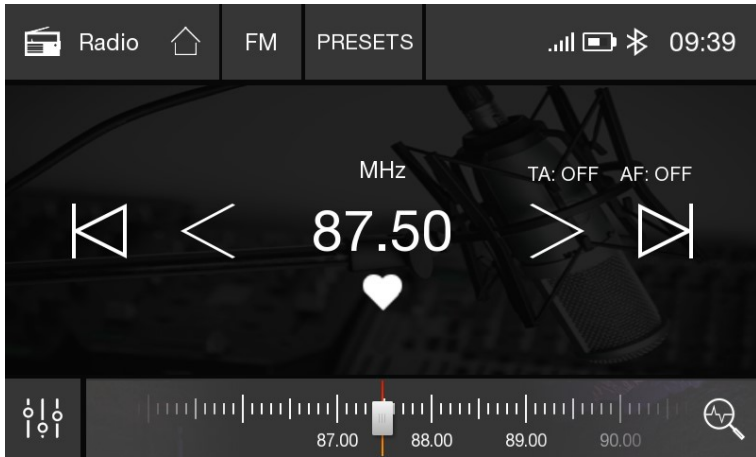 Radio FM PRESETS 09:39
MHz TA: OFF AF: OFF
87.50
87.00 88.00 89.00 90.00